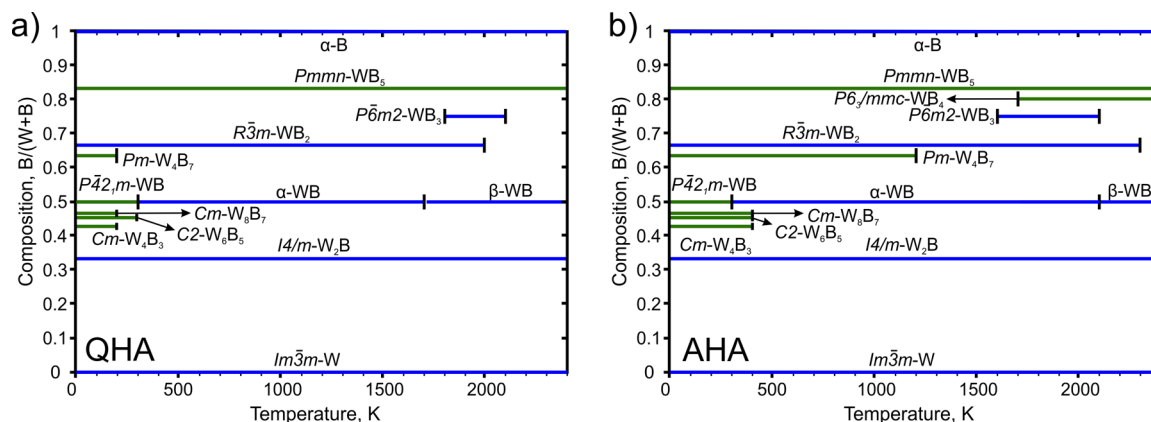 a)
Composition, B/(W+B)
1
0.9
0.8
0.7
0.6
0.5
0.4
0.3
0.2
0.1
0
α-B
Pmmn-WB₅
P6̄m2-WB₃
R3̄m-WB₂
Pm-W₄B₇
P4̄2₁m-WB
α-WB
β-WB
Cm-W₈B₇
C2-W₆B₅
Cm-W₄B₃
I4/m-W₂B
QHA
Im3̄m-W
0 500 1000 1500 2000
Temperature, K
b)
Composition, B/(W+B)
1
0.9
0.8
0.7
0.6
0.5
0.4
0.3
0.2
0.1
0
α-B
Pmmn-WB₅
P6₃/mmc-WB₄
P6̄m2-WB₃
R3̄m-WB₂
Pm-W₄B₇
P4̄2₁m-WB
α-WB
β-WB
Cm-W₈B₇
C2-W₆B₅
Cm-W₄B₃
I4/m-W₂B
AHA
Im3̄m-W
0 500 1000 1500 2000
Temperature, K